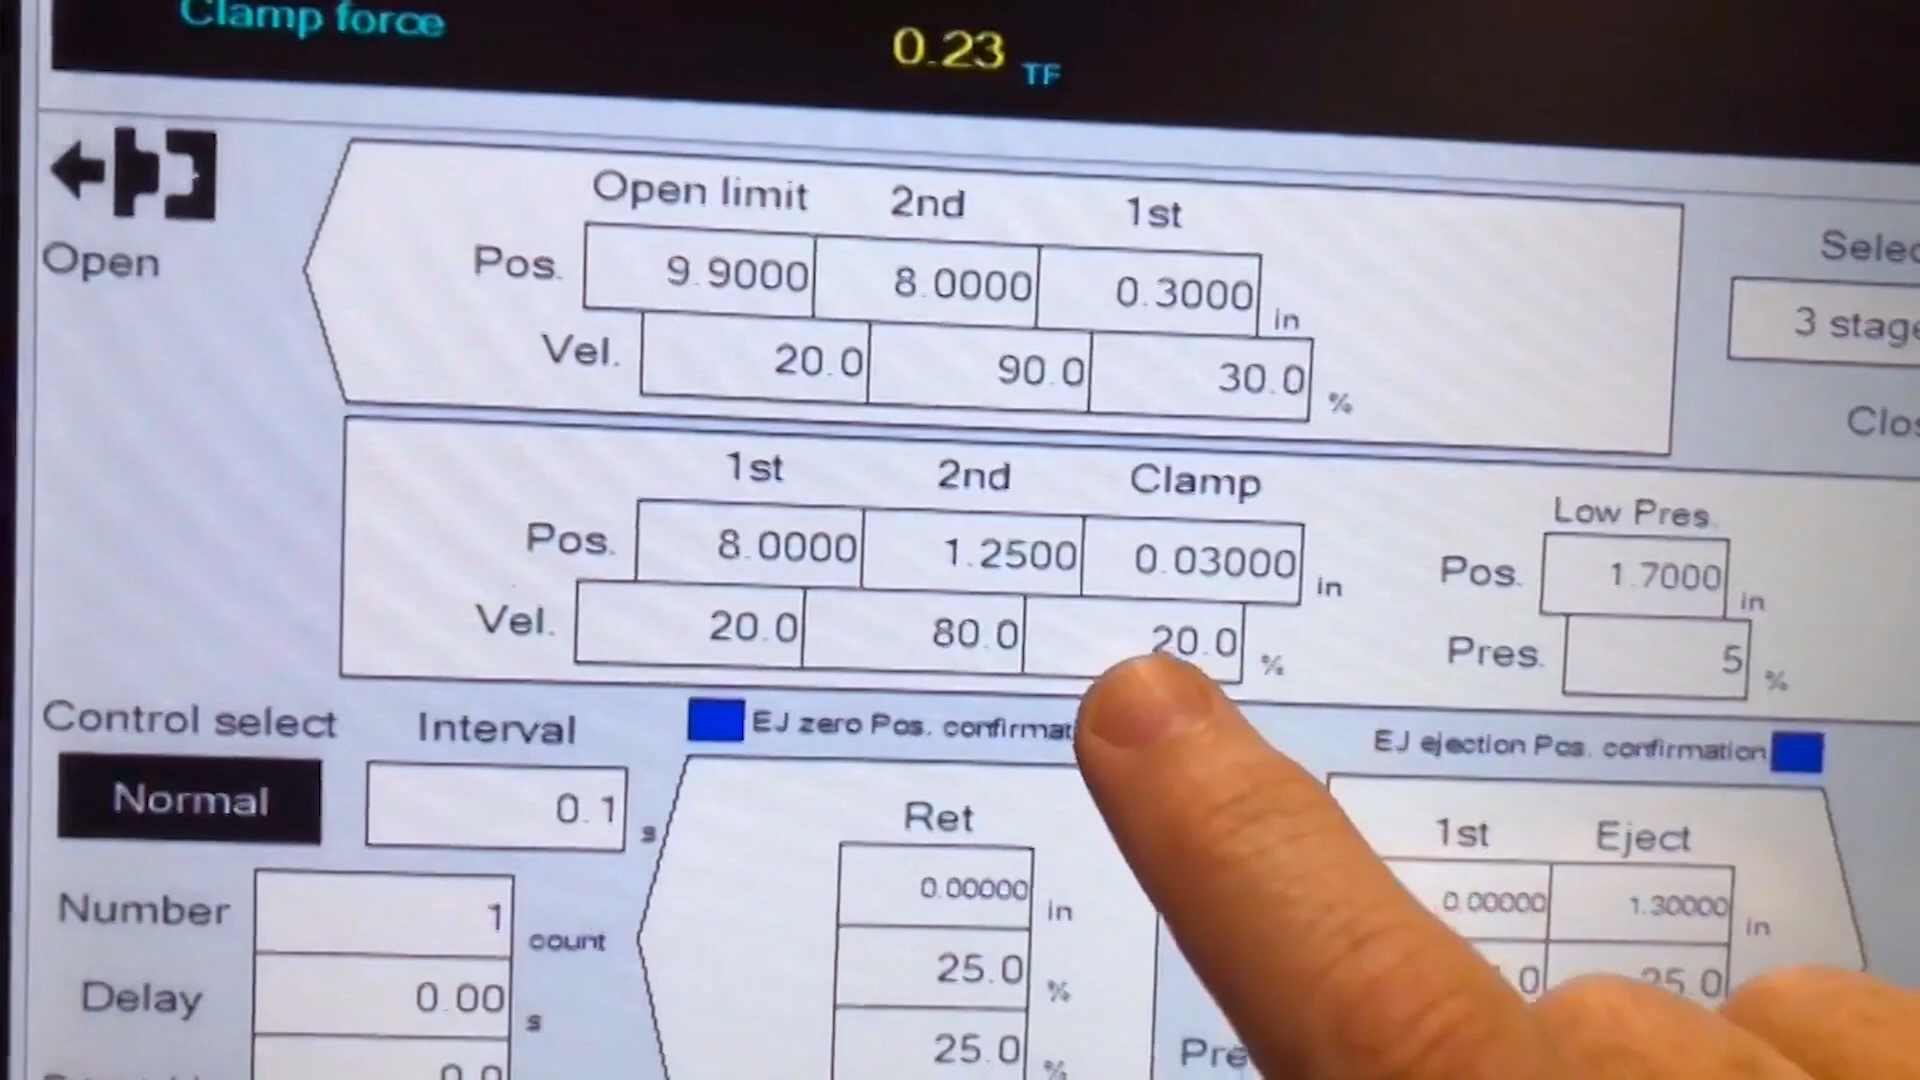 Clamp force
0.23 TF
Open limit 2nd 1st
Pos. 9.9000 8.0000 0.3000 in
Open
Vel. 20.0 90.0 30.0 %
3
1st 2nd Clamp
Pos. 8.0000 1.2500 0.03000 in
Vel. 20.0 80.0 20.0 %
Low Pres.
Pos. 1.7000 in
Pres. 5 %
Control select Interval
Normal 0.1 s
Number 1 count
Delay 0.00 s
EJ zero Pos.
Ret
0.00000 in
25.0 %
25.0 %
EJ ejection Pos. confirmation
1st Eject
0.00000 1.30000 in
25.0